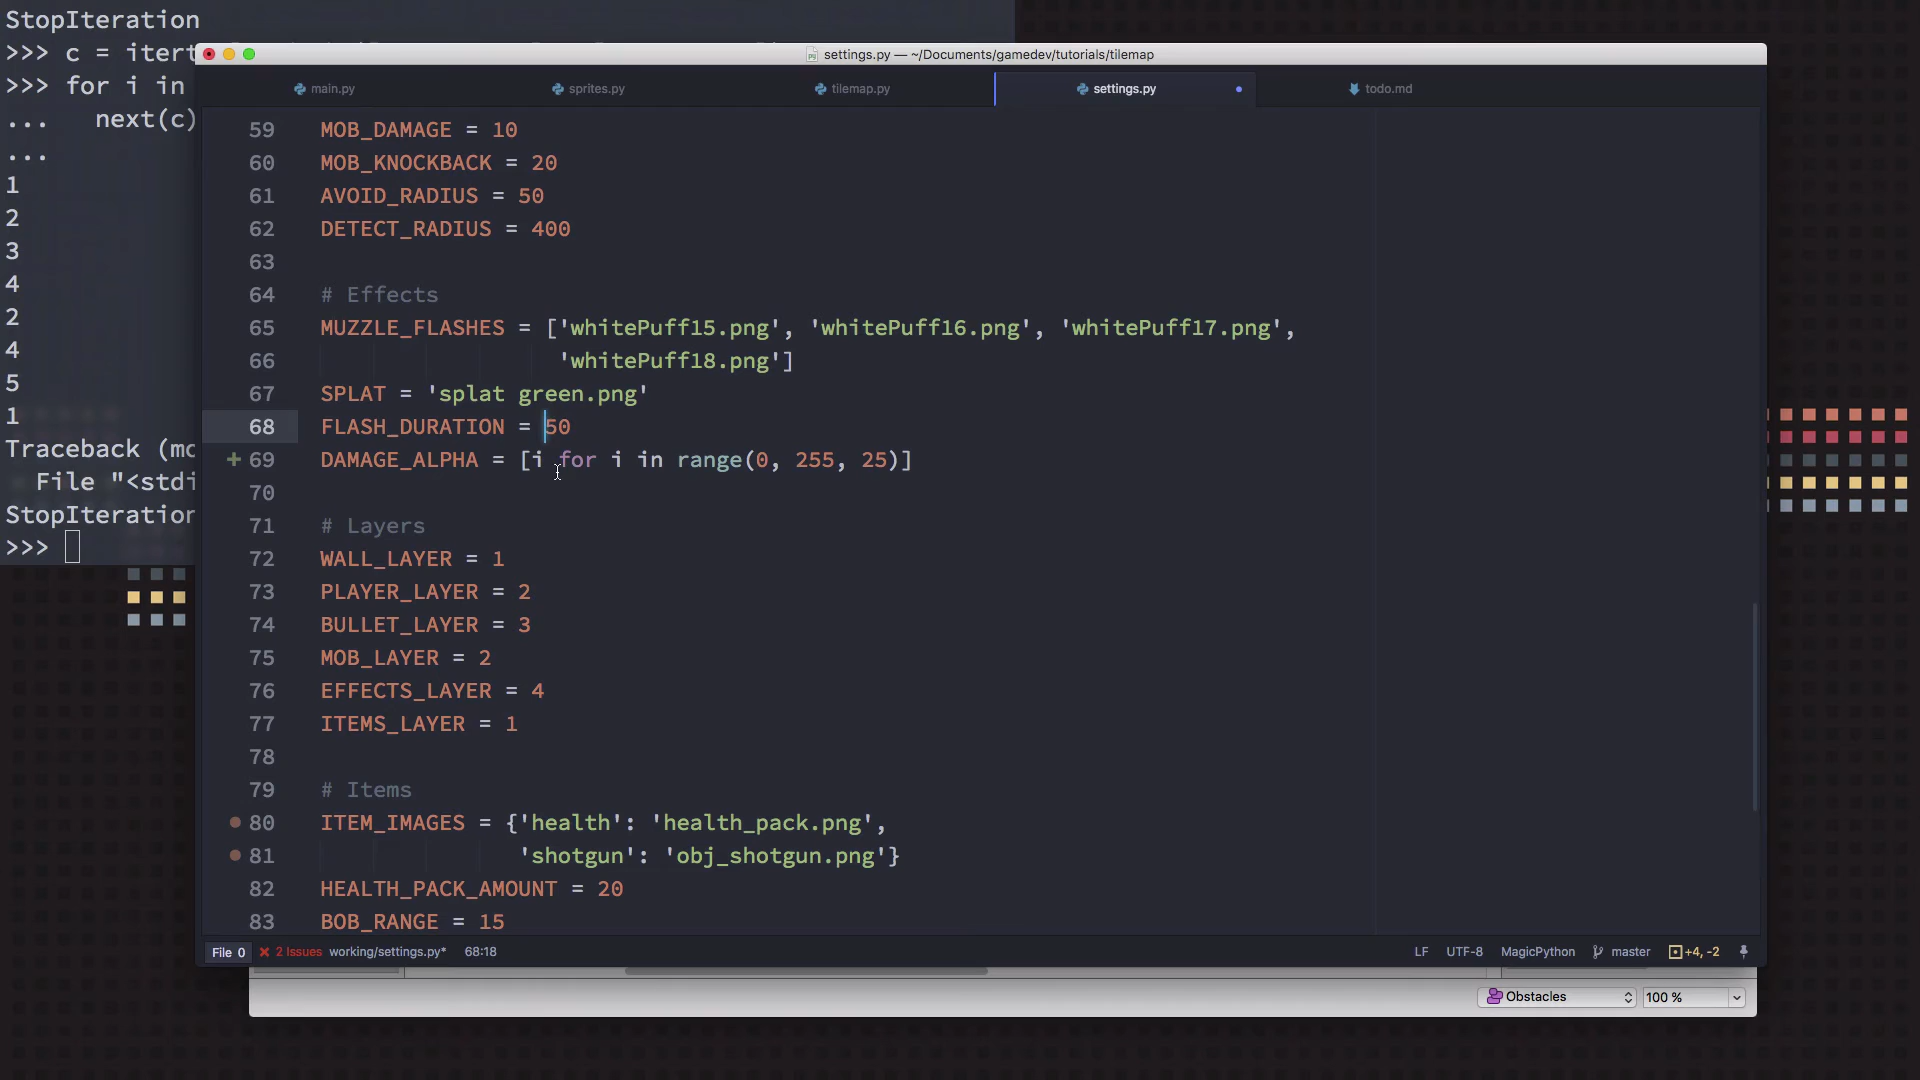 StopIteration
>>> c = itert
>>> for i in
... next(c)
...
1
2
3
4
2
4
5
1
Traceback (mo
File "<stdi
StopIteration
>>>
settings.py — ~/Documents/gamedev/tutorials/tilemap
main.py
sprites.py
tilemap.py
settings.py
todo.md
59 MOB_DAMAGE = 10
60 MOB_KNOCKBACK = 20
61 AVOID_RADIUS = 50
62 DETECT_RADIUS = 400
63
64 # Effects
65 MUZZLE_FLASHES = ['whitePuff15.png', 'whitePuff16.png', 'whitePuff17.png',
66 'whitePuff18.png']
67 SPLAT = 'splat green.png'
68 FLASH_DURATION = 50
+ 69 DAMAGE_ALPHA = [i for i in range(0, 255, 25)]
70
71 # Layers
72 WALL_LAYER = 1
73 PLAYER_LAYER = 2
74 BULLET_LAYER = 3
75 MOB_LAYER = 2
76 EFFECTS_LAYER = 4
77 ITEMS_LAYER = 1
78
79 # Items
80 ITEM_IMAGES = {'health': 'health_pack.png',
81 'shotgun': 'obj_shotgun.png'}
82 HEALTH_PACK_AMOUNT = 20
83 BOB_RANGE = 15
File 0 2 Issues working/settings.py* 68:18 LF UTF-8 MagicPython master +4, -2
Obstacles 100 %